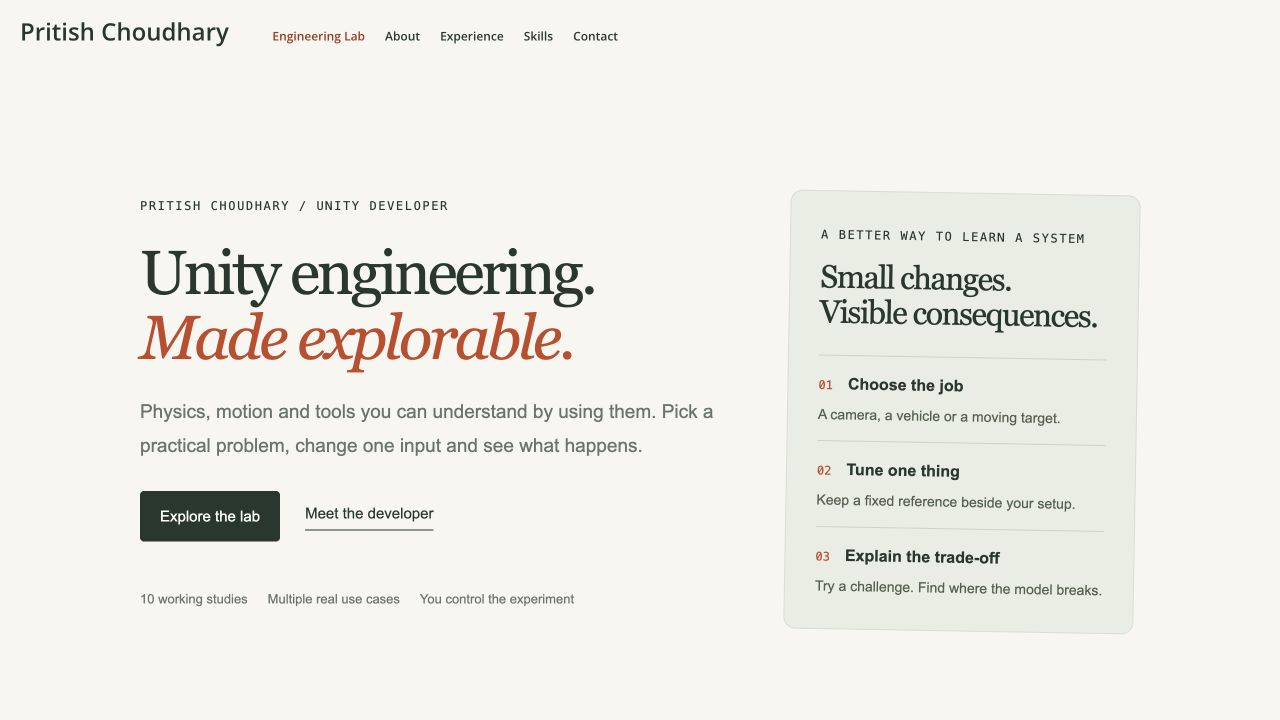 Pritish Choudhary
Engineering Lab About Experience Skills Contact
PRITISH CHOUDHARY / UNITY DEVELOPER
Unity engineering.
Made explorable.
Physics, motion and tools you can understand by using them. Pick a
practical problem, change one input and see what happens.
Explore the lab
Meet the developer
10 working studies Multiple real use cases You control the experiment
A BETTER WAY TO LEARN A SYSTEM
Small changes.
Visible consequences.
01 Choose the job
A camera, a vehicle or a moving target.
02 Tune one thing
Keep a fixed reference beside your setup.
03 Explain the trade-off
Try a challenge. Find where the model breaks.